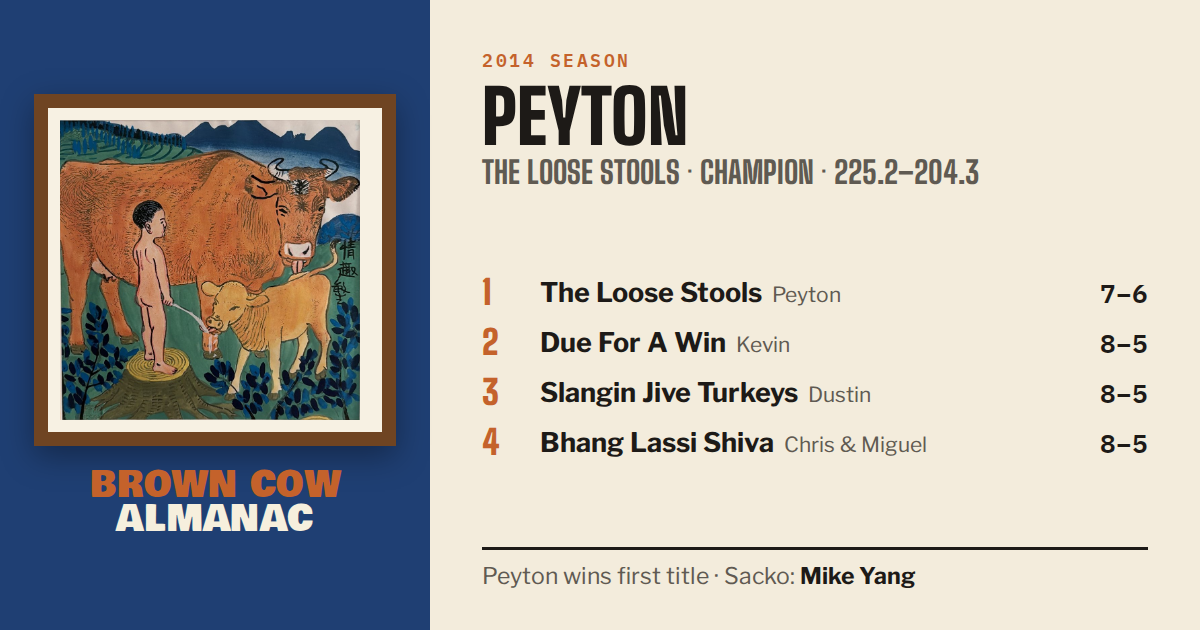 2014 SEASON
PEYTON
THE LOOSE STOOLS · CHAMPION · 225.2–204.3
1 The Loose Stools Peyton 7–6
2 Due For A Win Kevin 8–5
3 Slangin Jive Turkeys Dustin 8–5
4 Bhang Lassi Shiva Chris & Miguel 8–5
Peyton wins first title · Sacko: Mike Yang
情趣
BROWN COW
ALMANAC